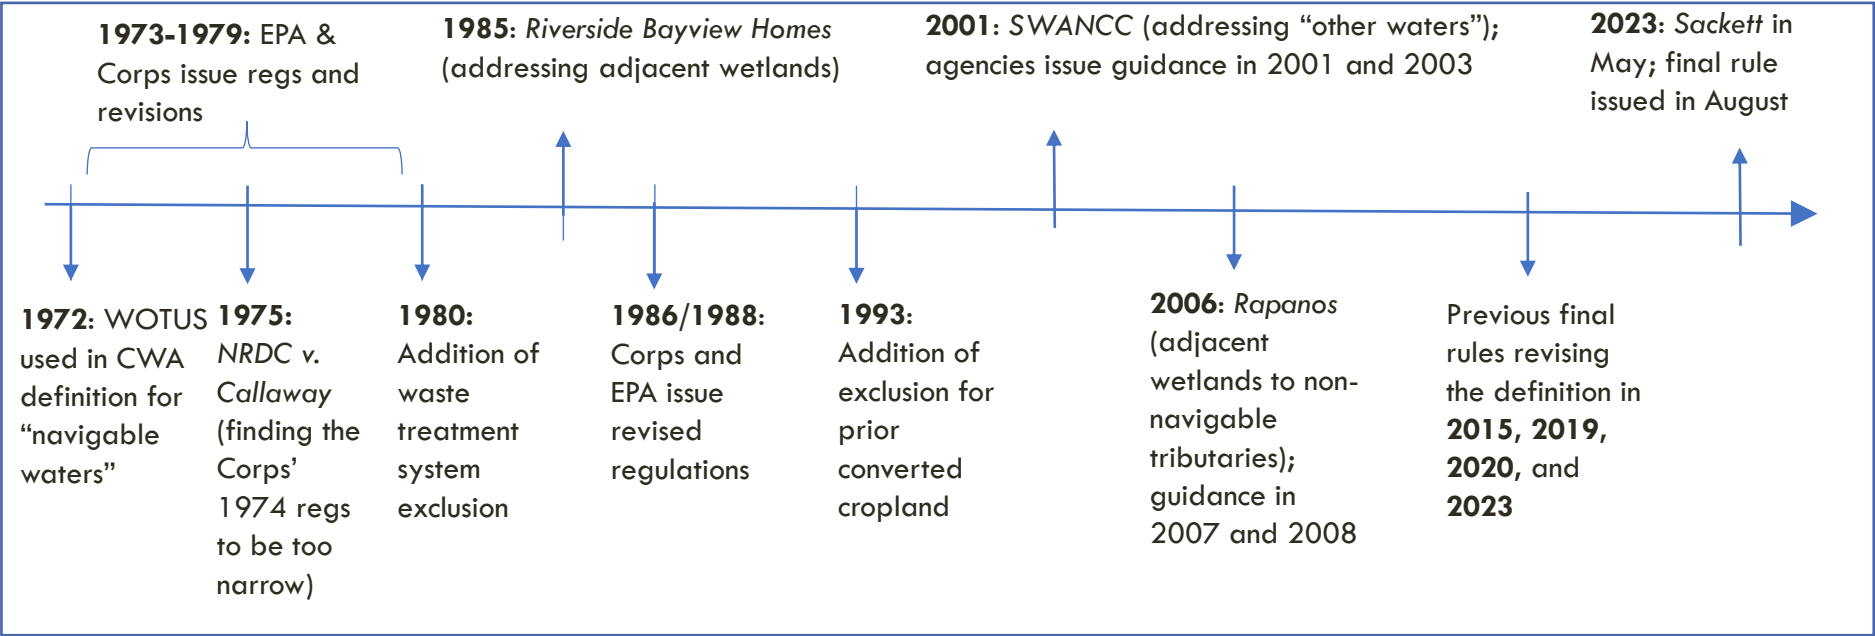 1973-1979: EPA &
Corps issue regs and
revisions
1985: Riverside Bayview Homes
(addressing adjacent wetlands)
2001: SWANCC (addressing “other waters”);
agencies issue guidance in 2001 and 2003
2023: Sackett in
May; final rule
issued in August
1972: WOTUS
used in CWA
definition for
“navigable
waters”
1975:
NRDC v.
Callaway
(finding the
Corps’
1974 regs
to be too
narrow)
1980:
Addition of
waste
treatment
system
exclusion
1986/1988:
Corps and
EPA issue
revised
regulations
1993:
Addition of
exclusion for
prior
converted
cropland
2006: Rapanos
(adjacent
wetlands to non-
navigable
tributaries);
guidance in
2007 and 2008
Previous final
rules revising
the definition in
2015, 2019,
2020, and
2023